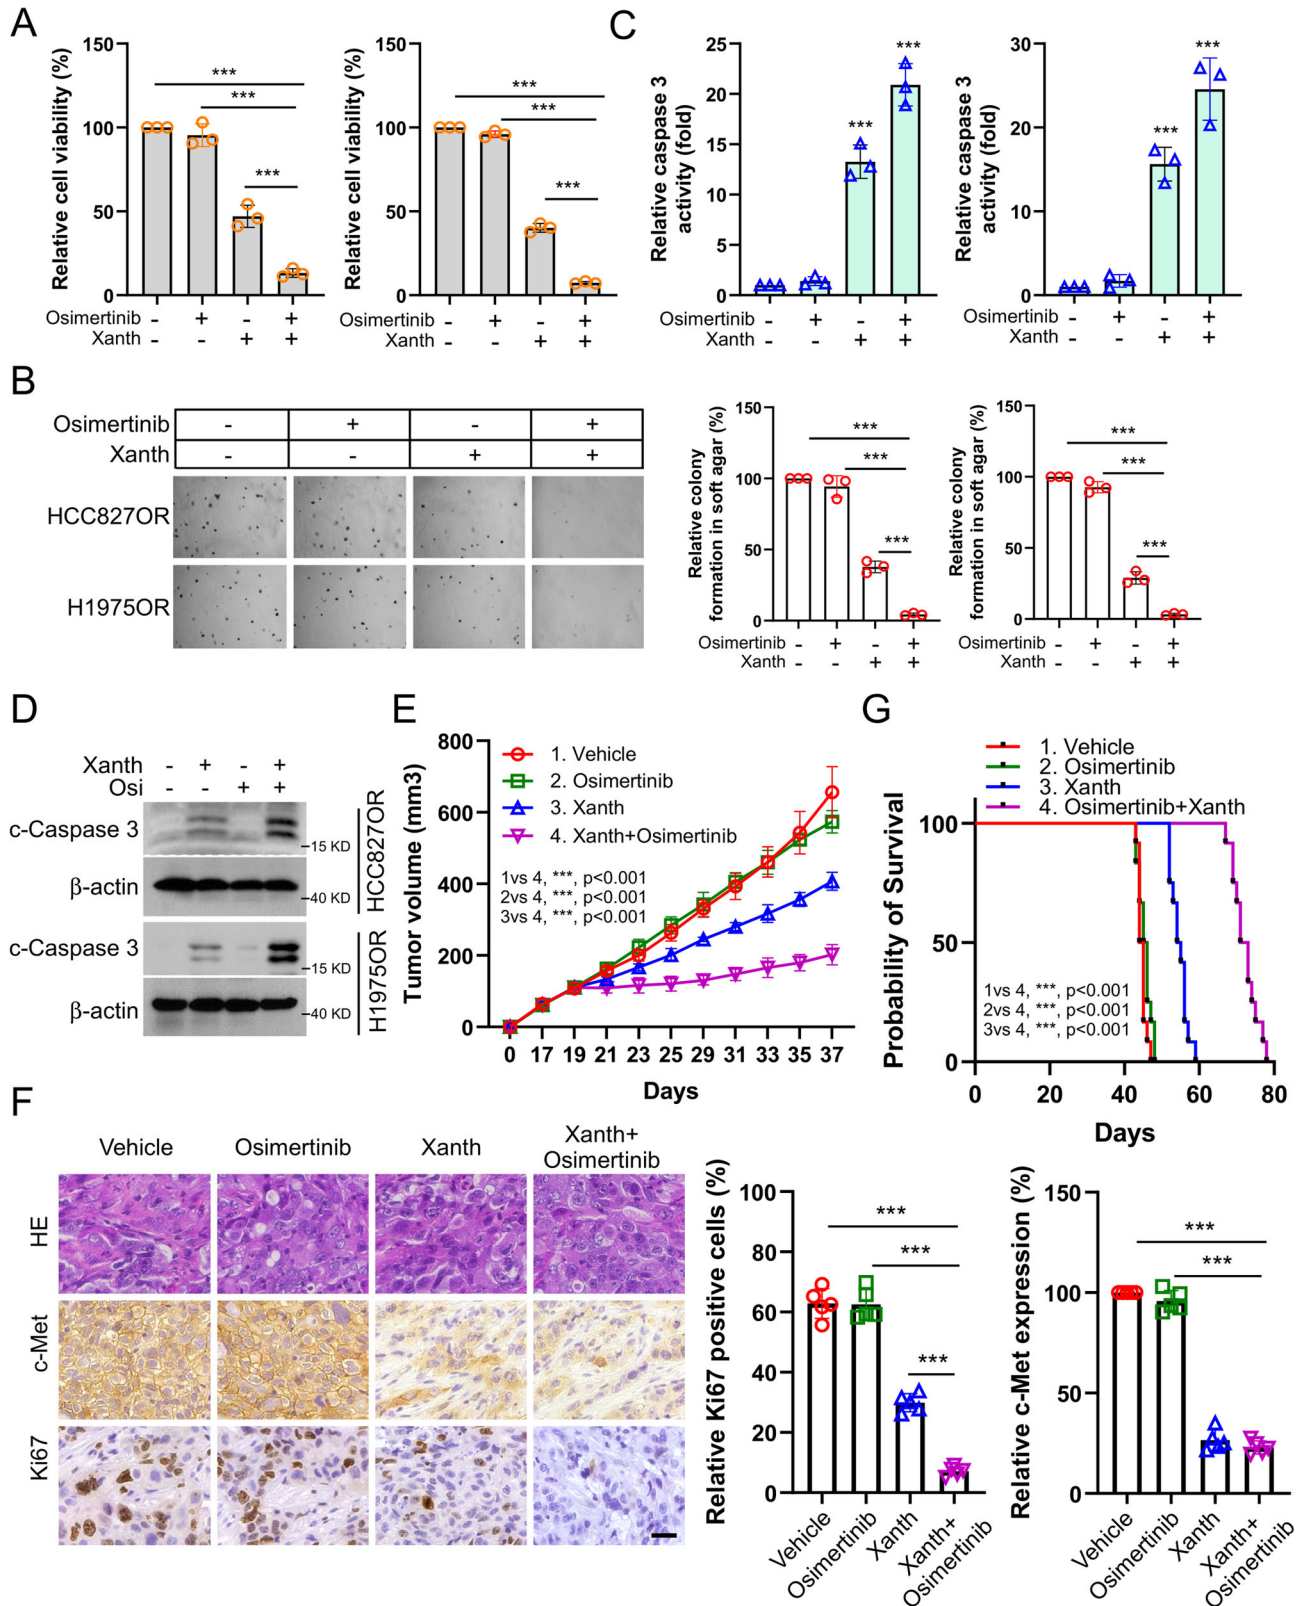 A
Relative cell viability (%)
150
100
50
0
***
***
***
Osimertinib - + - +
Xanth - - + +
Relative cell viability (%)
150
100
50
0
***
***
***
Osimertinib - + - +
Xanth - - + +
C
Relative caspase 3
activity (fold)
25
20
15
10
5
0
***
***
Osimertinib - + - +
Xanth - - + +
Relative caspase 3
activity (fold)
30
20
10
0
***
***
Osimertinib - + - +
Xanth - - + +
B
Osimertinib - + - +
Xanth - - + +
HCC827OR
H1975OR
Relative colony
formation in soft agar (%)
150
100
50
0
***
***
***
Osimertinib - + - +
Xanth - - + +
Relative colony
formation in soft agar (%)
150
100
50
0
***
***
***
Osimertinib - + - +
Xanth - - + +
D
Xanth - + - +
Osi - - + +
c-Caspase 3
15 KD
β-actin
40 KD
HCC827OR
c-Caspase 3
15 KD
β-actin
40 KD
H1975OR
E
Tumor volume (mm3)
800
600
400
200
0
1. Vehicle
2. Osimertinib
3. Xanth
4. Xanth+Osimertinib
1vs 4, ***, p<0.001
2vs 4, ***, p<0.001
3vs 4, ***, p<0.001
0 17 19 21 23 25 29 31 33 35 37
Days
G
1. Vehicle
2. Osimertinib
3. Xanth
4. Osimertinib+Xanth
Probability of Survival
100
50
0
1vs 4, ***, p<0.001
2vs 4, ***, p<0.001
3vs 4, ***, p<0.001
0 20 40 60 80
Days
F
Vehicle Osimertinib Xanth Xanth+
Osimertinib
HE
c-Met
Ki67
Relative Ki67 positive cells (%)
100
80
60
40
20
0
***
***
***
Vehicle
Osimertinib
Xanth
Xanth+
Osimertinib
Relative c-Met expression (%)
150
100
50
0
***
***
Vehicle
Osimertinib
Xanth
Xanth+
Osimertinib